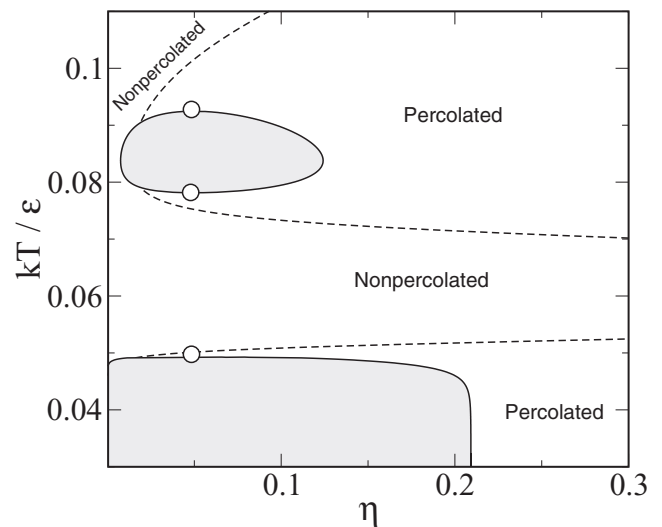 Nonpercolated
0.1
Percolated
0.08
kT / ε
Nonpercolated
0.06
0.04
Percolated
0.1
0.2
0.3
η